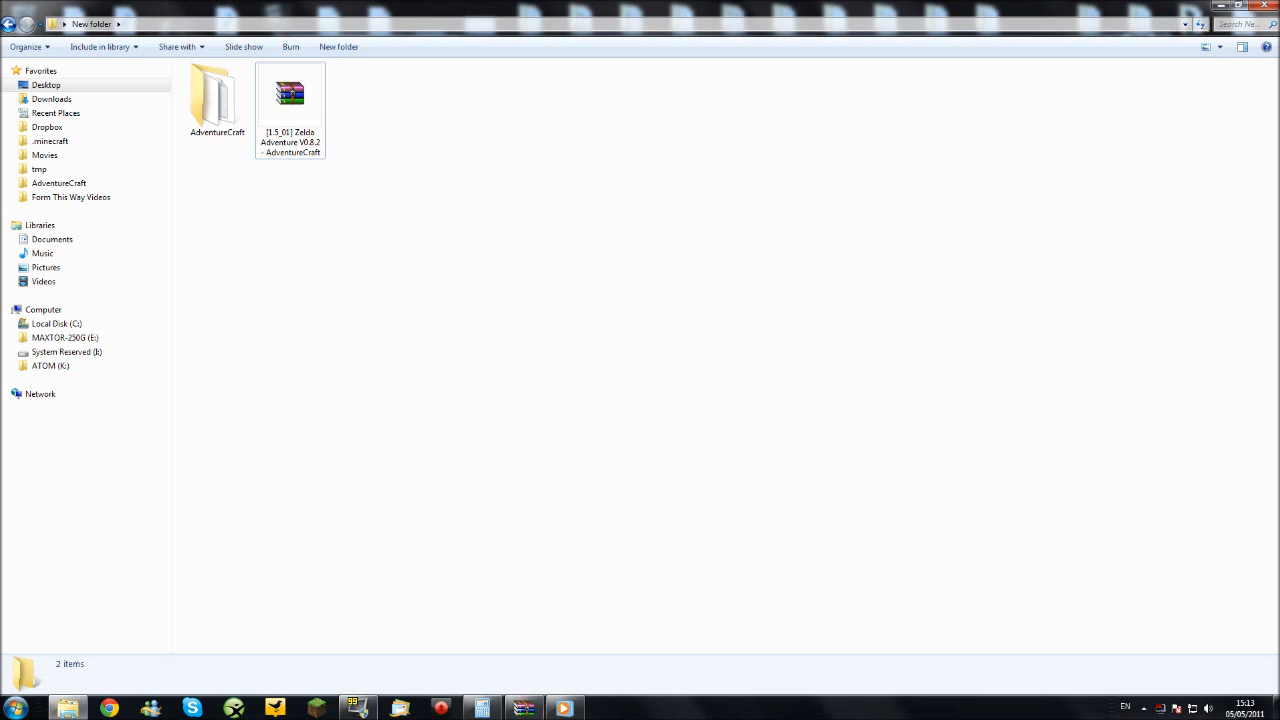 New folder
Search Ne...
Organize
Include in library
Share with
Slide show
Burn
New folder
Favorites
Desktop
Downloads
Recent Places
Dropbox
.minecraft
Movies
tmp
AdventureCraft
Form This Way Videos
Libraries
Documents
Music
Pictures
Videos
Computer
Local Disk (C:)
MAXTOR-250G (E:)
System Reserved (I:)
ATOM (K:)
Network
AdventureCraft
[1.5_01] Zelda
Adventure V0.8.2
- AdventureCraft
2 items
99
EN
15:13
05/05/2011